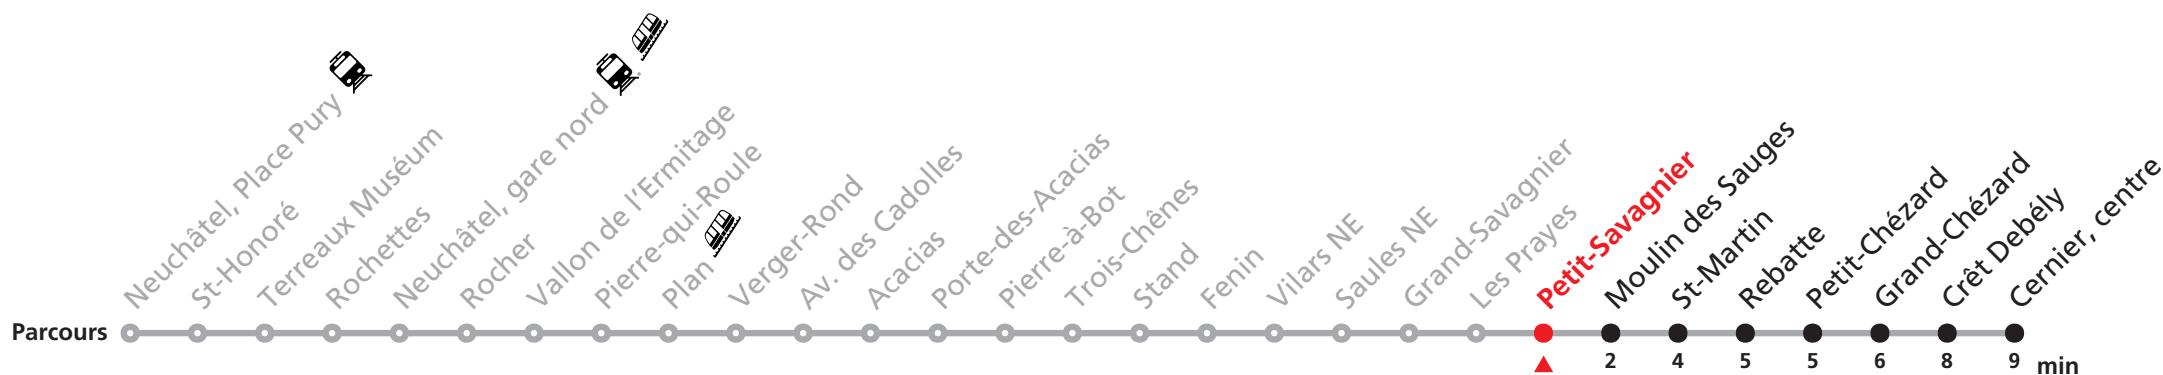 Neuchâtel, Place Pury
St-Honoré
Terreaux Muséum
Rochettes
Neuchâtel, gare nord
Rocher
Vallon de l'Ermitage
Pierre-qui-Roule
Plan
Verger-Rond
Av. des Cadolles
Acacias
Porte-des-Acacias
Pierre-à-Bot
Trois-Chênes
Stand
Fenin
Vilars NE
Saules NE
Grand-Savagnier
Les Prayes
Petit-Savagnier
Moulin des Sauges
St-Martin
Rebatte
Petit-Chézard
Grand-Chézard
Crêt Debély
Cernier, centre
Parcours
2 4 5 5 6 8 9 min